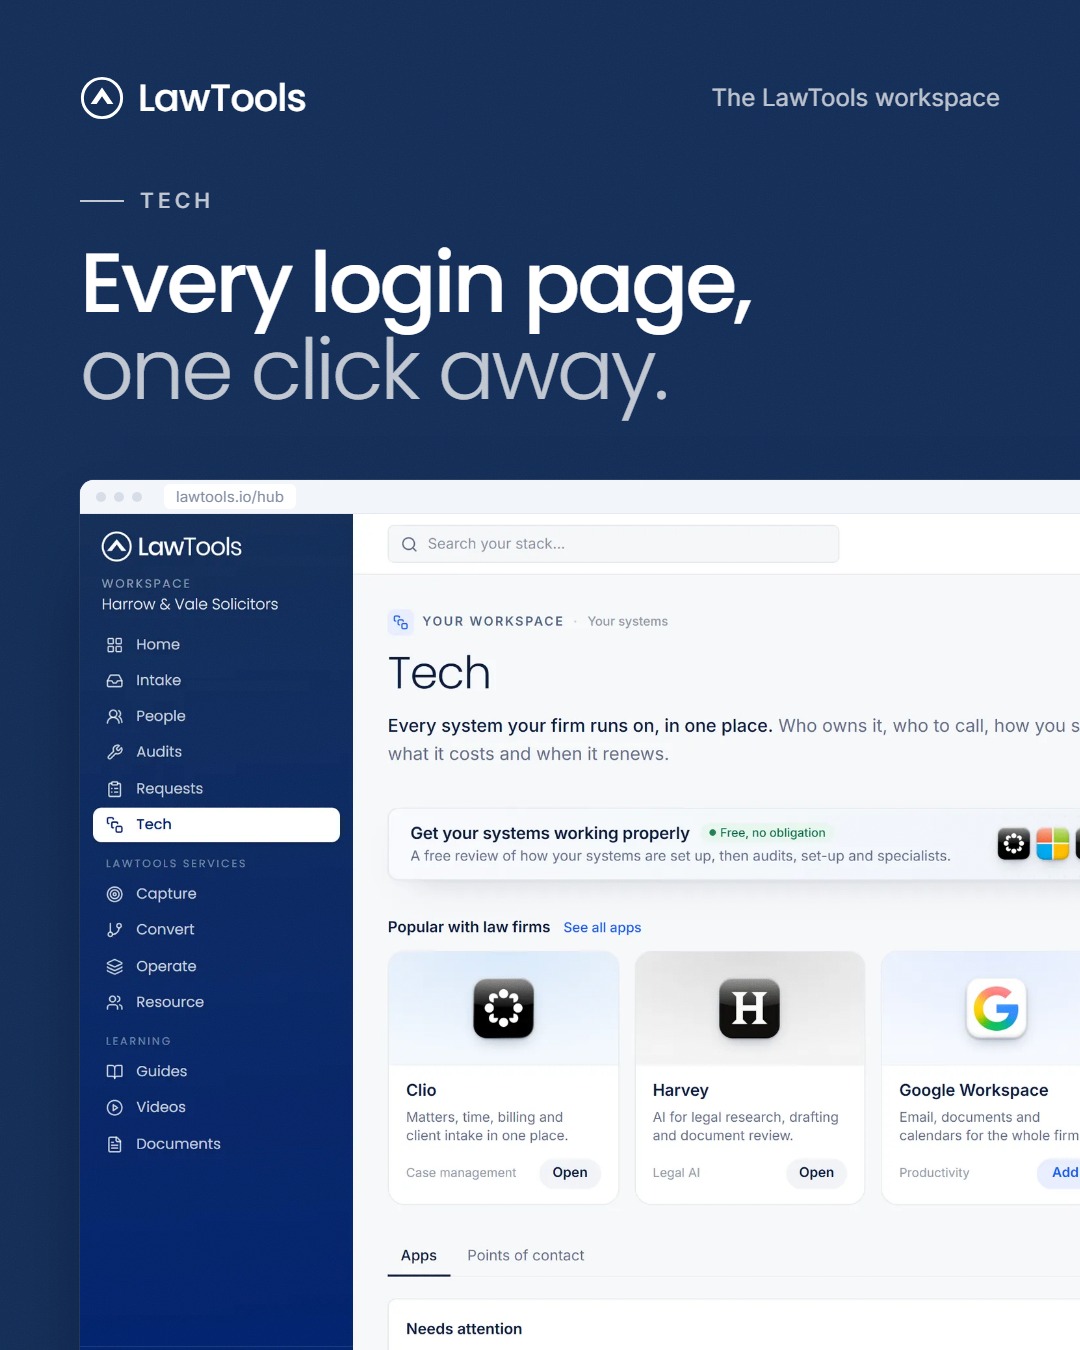 LawTools
The LawTools workspace
TECH
Every login page,
one click away.
lawtools.io/hub
LawTools
WORKSPACE
Harrow & Vale Solicitors
Home
Intake
People
Audits
Requests
Tech
LAWTOOLS SERVICES
Capture
Convert
Operate
Resource
LEARNING
Guides
Videos
Documents
Search your stack...
YOUR WORKSPACE · Your systems
Tech
Every system your firm runs on, in one place. Who owns it, who to call, how you s
what it costs and when it renews.
Get your systems working properly
Free, no obligation
A free review of how your systems are set up, then audits, set-up and specialists.
Popular with law firms See all apps
Clio
Matters, time, billing and
client intake in one place.
Case management
Open
H
Harvey
AI for legal research, drafting
and document review.
Legal AI
Open
G
Google Workspace
Email, documents and
calendars for the whole firm
Productivity
Add
Apps
Points of contact
Needs attention